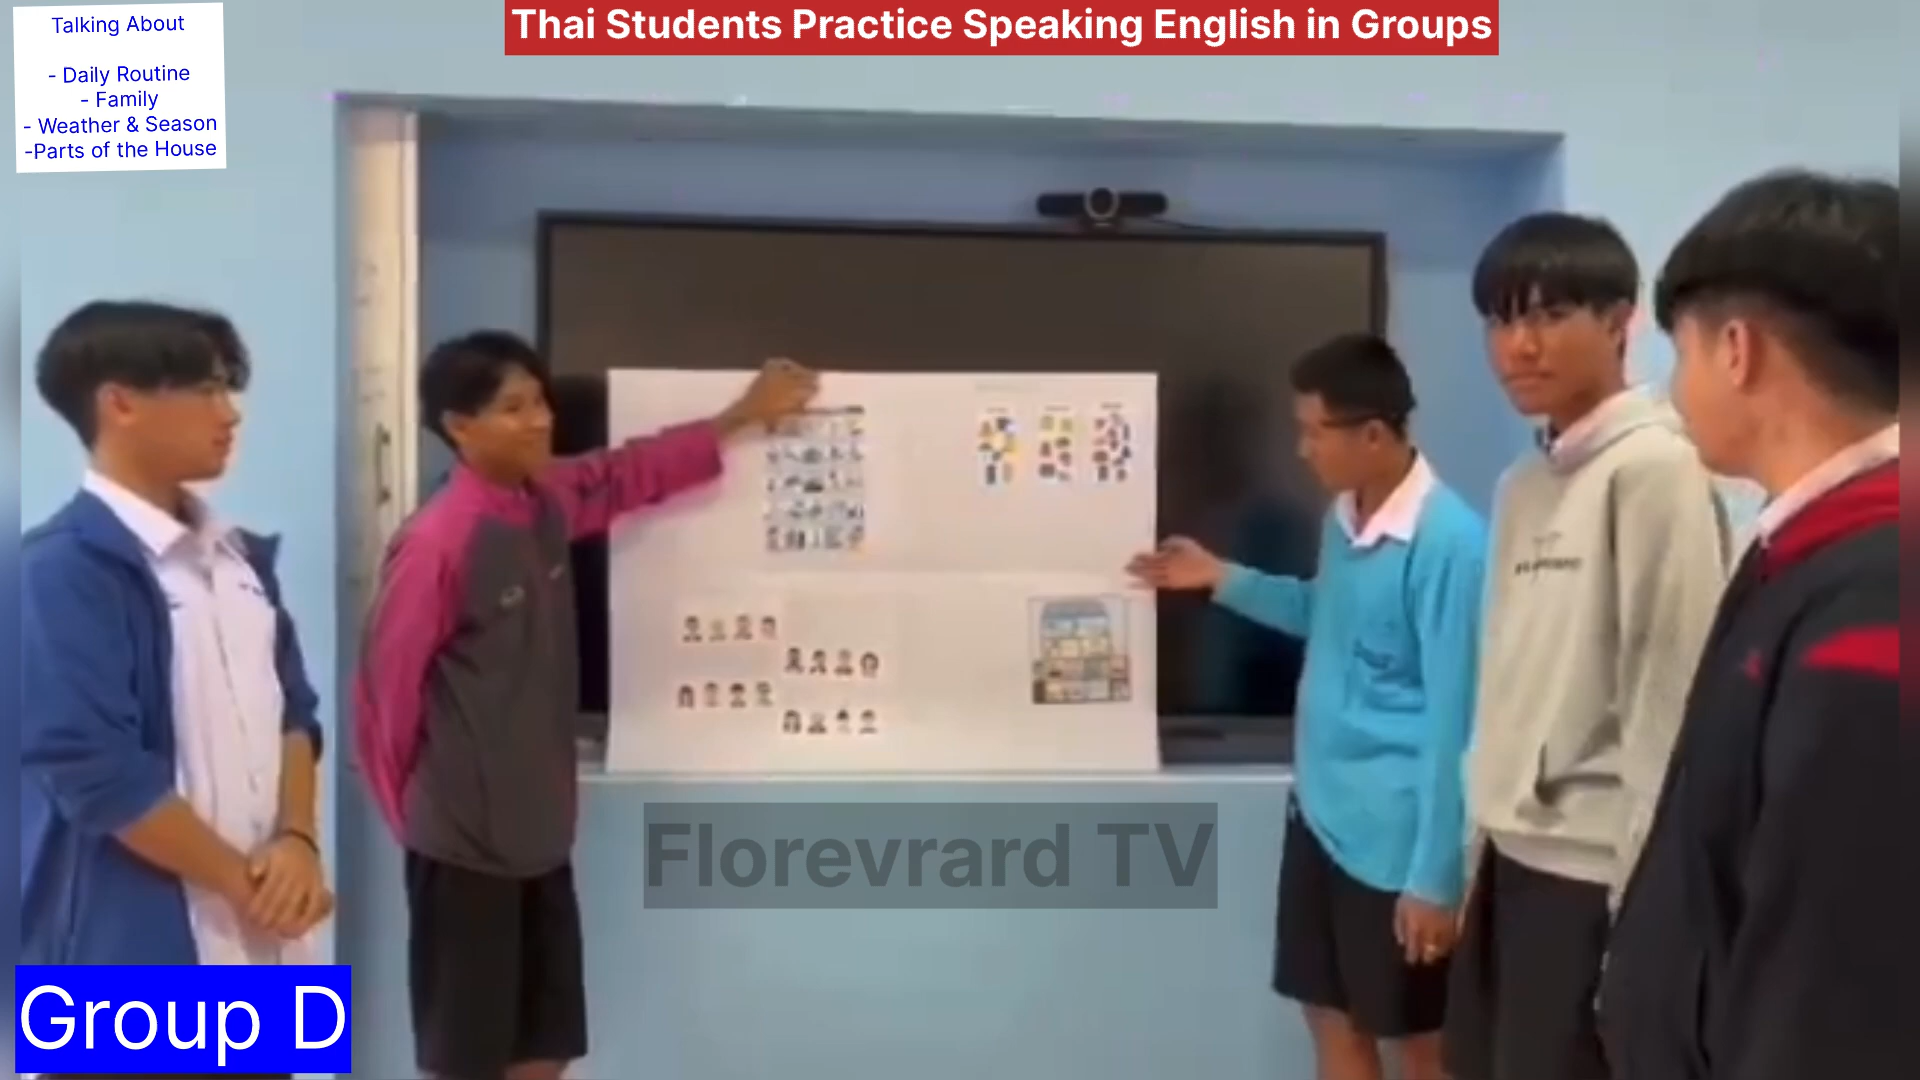 Thai Students Practice Speaking English in Groups
Talking About
- Daily Routine
- Family
- Weather & Season
-Parts of the House
Florevrard TV
Group D